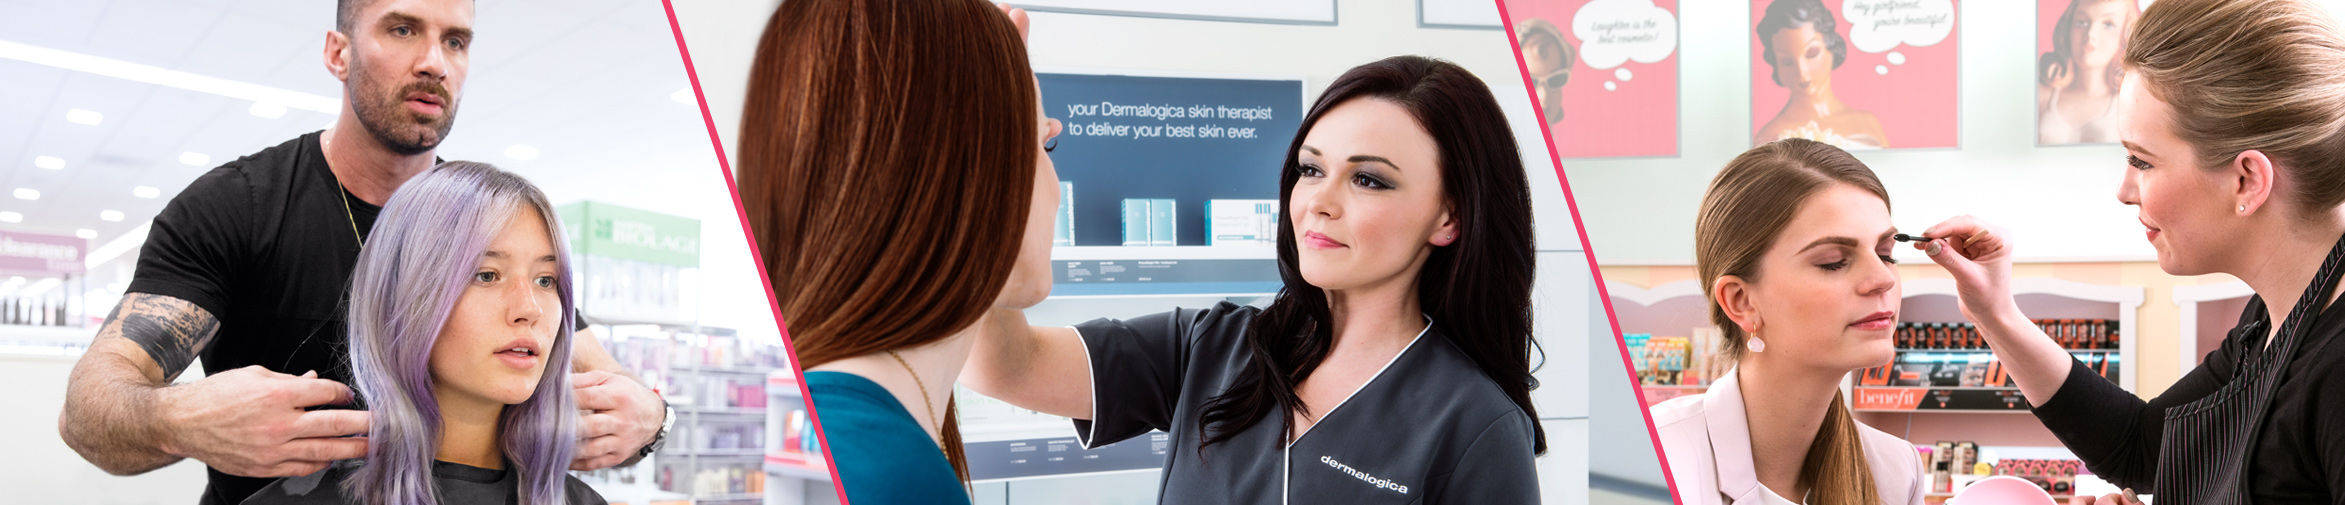 clearance
BIOLAGE
your Dermalogica skin therapist
to deliver your best skin ever.
dermalogica
Laughter is the
best cosmetic!
Hey girlfriend,
you're beautiful!
benefit